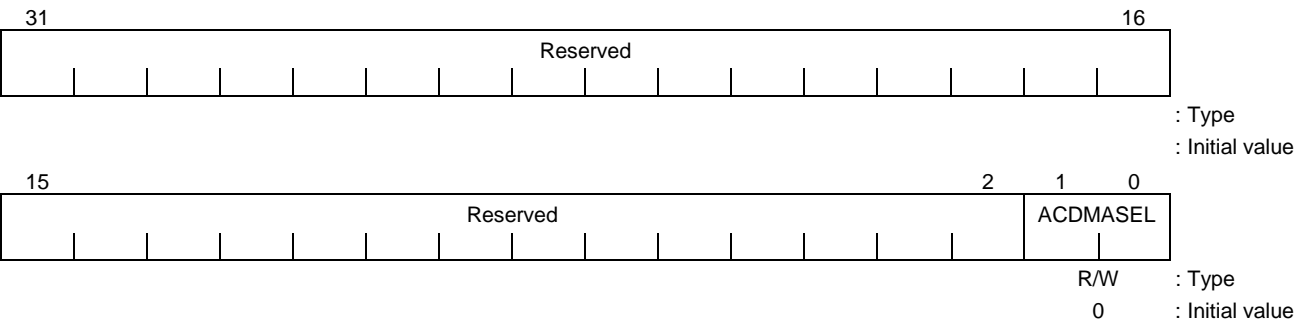 31 16
Reserved
: Type
: Initial value
15 2 1 0
Reserved ACDMASEL
R/W : Type
0 : Initial value